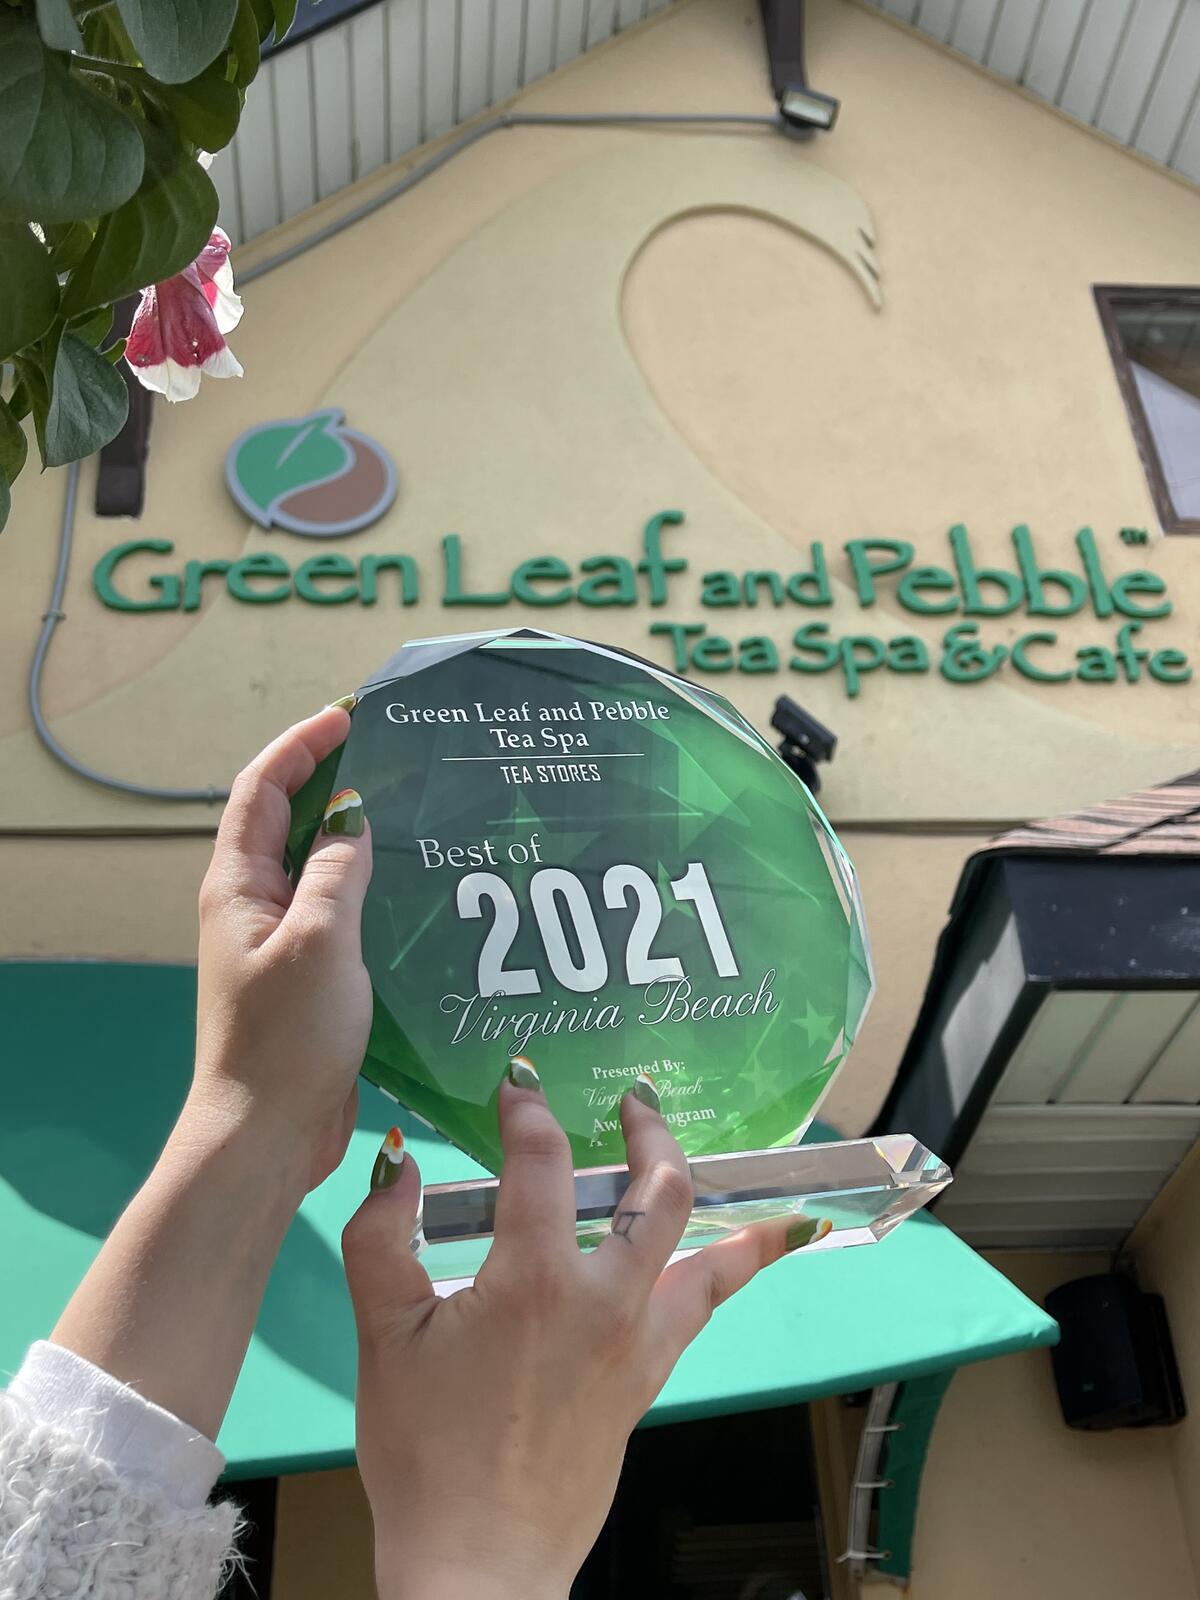 Green Leaf and Pebble™
Tea Spa & Cafe
Green Leaf and Pebble
Tea Spa
TEA STORES
Best of
2021
Virginia Beach
Presented By:
Beach